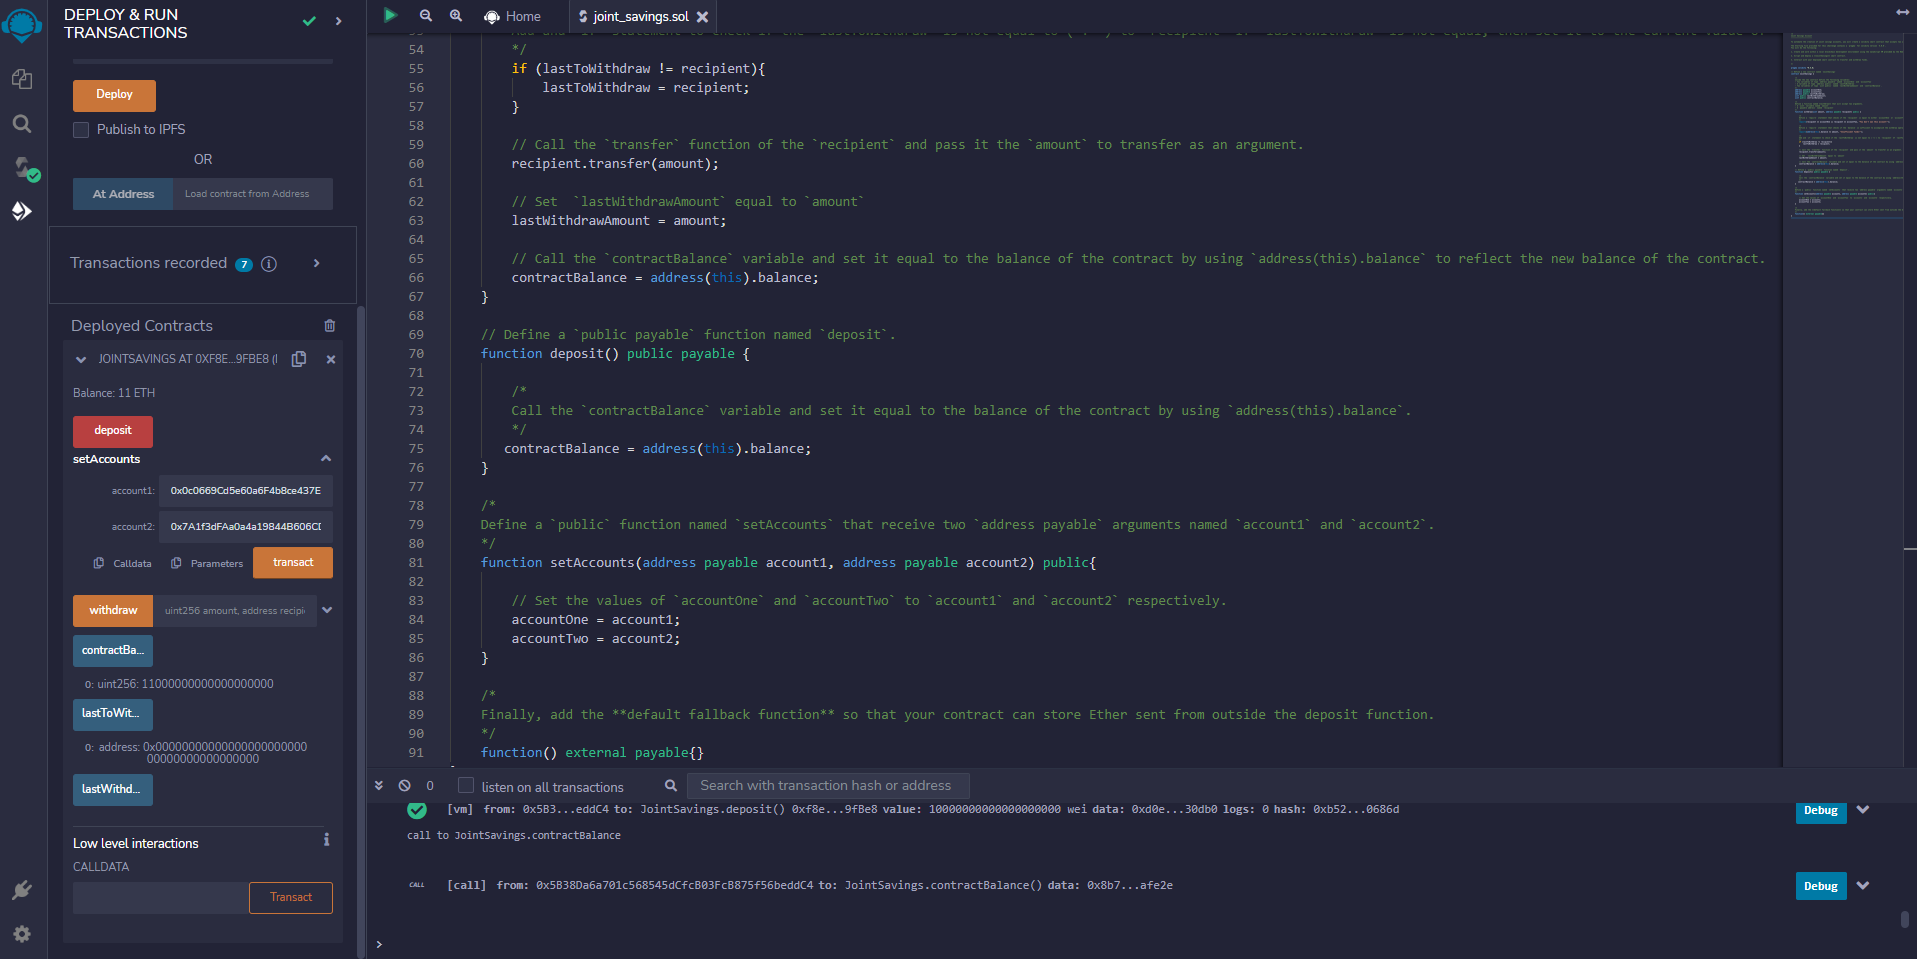 DEPLOY & RUN
TRANSACTIONS
Deploy
Publish to IPFS
OR
At Address Load contract from Address
Transactions recorded 7 i
Deployed Contracts
JOINTSAVINGS AT 0XF8E...9FBE8 (
Balance: 11 ETH
deposit
setAccounts
account1: 0x0c0669Cd5e60a6F4b8ce437E
account2: 0x7A1f3dFAa0a4a19844B606CD
Calldata Parameters transact
withdraw uint256 amount, address recipi
contractBa...
0: uint256: 11000000000000000000
lastToWit...
0: address: 0x00000000000000000000000
00000000000000000
lastWithd...
Low level interactions
CALLDATA
Transact
Home joint_savings.sol
54 */
55 if (lastToWithdraw != recipient){
56 lastToWithdraw = recipient;
57 }
58
59 // Call the `transfer` function of the `recipient` and pass it the `amount` to transfer as an argument.
60 recipient.transfer(amount);
61
62 // Set  `lastWithdrawAmount` equal to `amount`
63 lastWithdrawAmount = amount;
64
65 // Call the `contractBalance` variable and set it equal to the balance of the contract by using `address(this).balance` to reflect the new balance of the contract.
66 contractBalance = address(this).balance;
67 }
68
69 // Define a `public payable` function named `deposit`.
70 function deposit() public payable {
71
72 /*
73 Call the `contractBalance` variable and set it equal to the balance of the contract by using `address(this).balance`.
74 */
75 contractBalance = address(this).balance;
76 }
77
78 /*
79 Define a `public` function named `setAccounts` that receive two `address payable` arguments named `account1` and `account2`.
80 */
81 function setAccounts(address payable account1, address payable account2) public{
82
83 // Set the values of `accountOne` and `accountTwo` to `account1` and `account2` respectively.
84 accountOne = account1;
85 accountTwo = account2;
86 }
87
88 /*
89 Finally, add the **default fallback function** so that your contract can store Ether sent from outside the deposit function.
90 */
91 function() external payable{}
0 listen on all transactions Search with transaction hash or address
[vm] from: 0x5B3...eddC4 to: JointSavings.deposit() 0xf8e...9fBe8 value: 10000000000000000000 wei data: 0xd0e...30db0 logs: 0 hash: 0xb52...0686d Debug
call to JointSavings.contractBalance
CALL [call] from: 0x5B38Da6a701c568545dCfcB03FcB875f56beddC4 to: JointSavings.contractBalance() data: 0x8b7...afe2e Debug
>